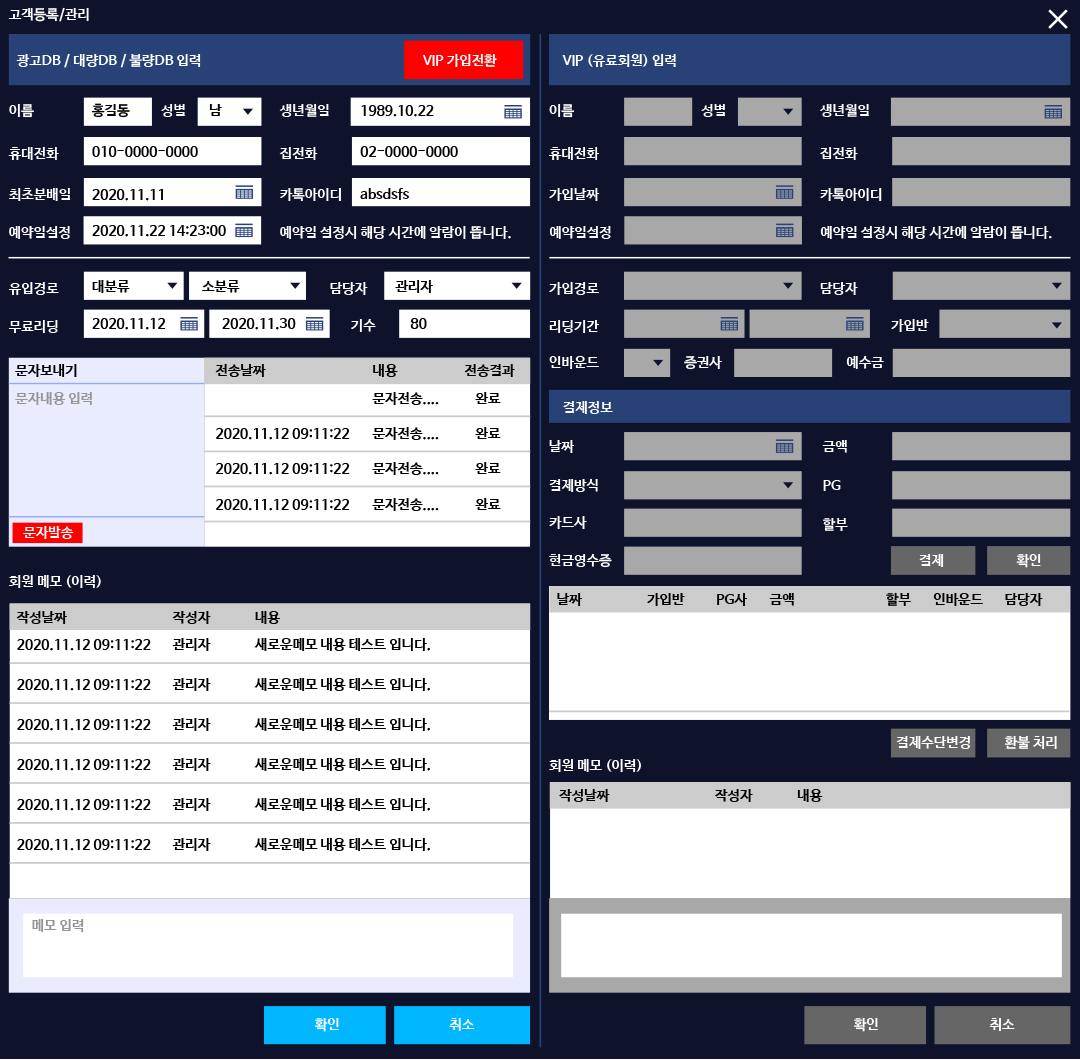 고객등록/관리
광고DB / 대량DB / 불량DB 입력
VIP 가입전환
이름 홍길동 성별 남 생년월일 1989.10.22
휴대전화 010-0000-0000 집전화 02-0000-0000
최초분배일 2020.11.11 카톡아이디 absdsfs
예약일설정 2020.11.22 14:23:00 예약일 설정시 해당 시간에 알람이 뜹니다.
유입경로 대분류 소분류 담당자 관리자
무료리딩 2020.11.12 2020.11.30 기수 80
문자보내기
문자내용 입력
문자발송
전송날짜 내용 전송결과
문자전송.... 완료
2020.11.12 09:11:22 문자전송.... 완료
2020.11.12 09:11:22 문자전송.... 완료
2020.11.12 09:11:22 문자전송.... 완료
회원 메모 (이력)
작성날짜 작성자 내용
2020.11.12 09:11:22 관리자 새로운메모 내용 테스트 입니다.
2020.11.12 09:11:22 관리자 새로운메모 내용 테스트 입니다.
2020.11.12 09:11:22 관리자 새로운메모 내용 테스트 입니다.
2020.11.12 09:11:22 관리자 새로운메모 내용 테스트 입니다.
2020.11.12 09:11:22 관리자 새로운메모 내용 테스트 입니다.
2020.11.12 09:11:22 관리자 새로운메모 내용 테스트 입니다.
메모 입력
확인 취소
VIP (유료회원) 입력
이름 성별 생년월일
휴대전화 집전화
가입날짜 카톡아이디
예약일설정 예약일 설정시 해당 시간에 알람이 뜹니다.
가입경로 담당자
리딩기간 가입반
인바운드 증권사 예수금
결제정보
날짜 금액
결제방식 PG
카드사 할부
현금영수증 결제 확인
날짜 가입반 PG사 금액 할부 인바운드 담당자
결제수단변경 환불 처리
회원 메모 (이력)
작성날짜 작성자 내용
확인 취소